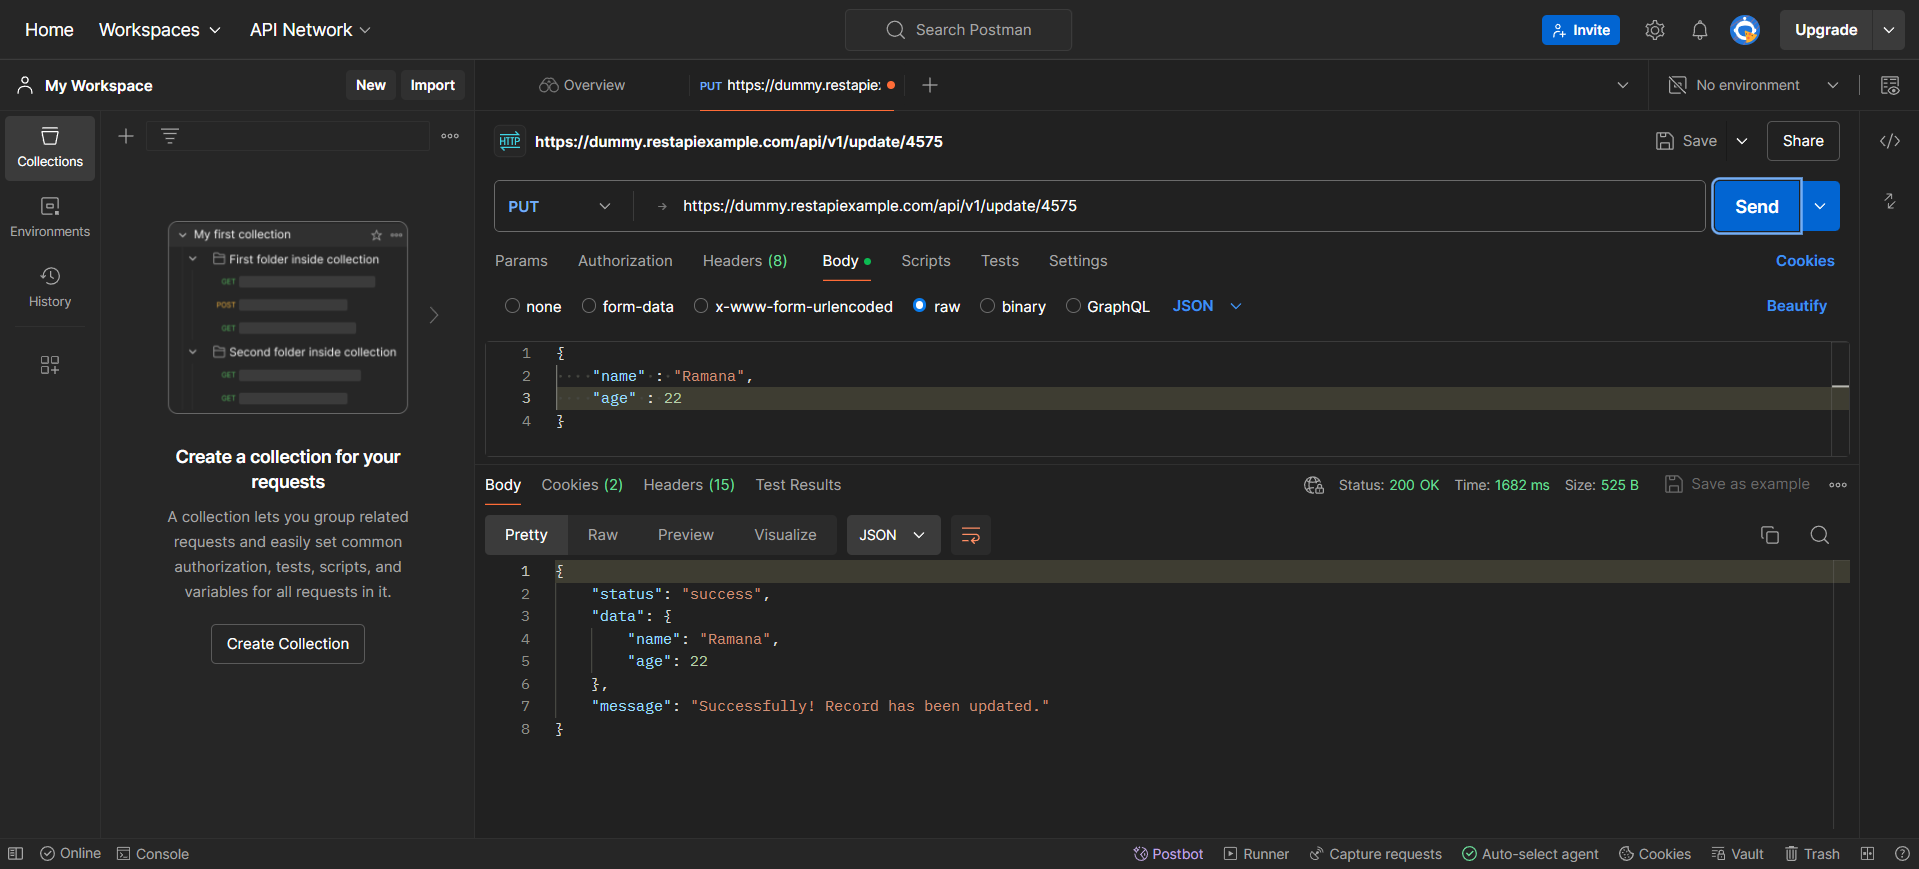 Home Workspaces API Network Search Postman Invite Upgrade
My Workspace New Import Overview PUT https://dummy.restapie: No environment
Collections
Environments
History
My first collection
First folder inside collection
GET
POST
GET
Second folder inside collection
GET
GET
Create a collection for your
requests
A collection lets you group related
requests and easily set common
authorization, tests, scripts, and
variables for all requests in it.
Create Collection
HTTP https://dummy.restapiexample.com/api/v1/update/4575 Save Share
PUT https://dummy.restapiexample.com/api/v1/update/4575 Send
Params Authorization Headers (8) Body Scripts Tests Settings Cookies
none form-data x-www-form-urlencoded raw binary GraphQL JSON Beautify
1 {
2 "name" : "Ramana",
3 "age" : 22
4 }
Body Cookies (2) Headers (15) Test Results Status: 200 OK Time: 1682 ms Size: 525 B Save as example
Pretty Raw Preview Visualize JSON
1 {
2 "status": "success",
3 "data": {
4 "name": "Ramana",
5 "age": 22
6 },
7 "message": "Successfully! Record has been updated."
8 }
Online Console Postbot Runner Capture requests Auto-select agent Cookies Vault Trash